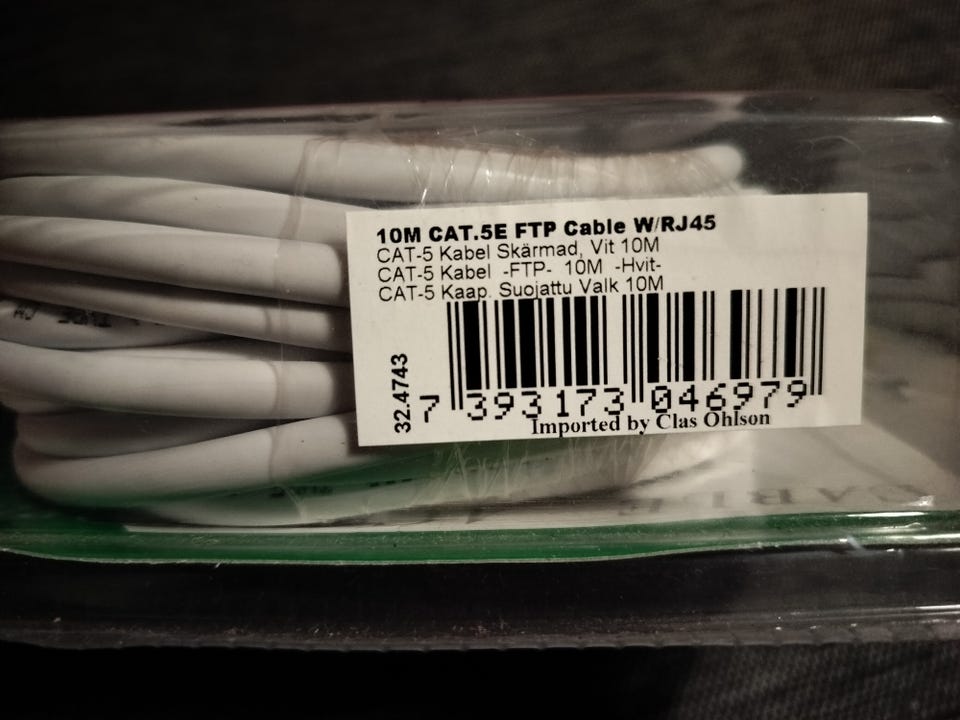 10M CAT.5E FTP Cable W/RJ45
CAT-5 Kabel Skärmad, Vit 10M
CAT-5 Kabel -FTP- 10M -Hvit-
CAT-5 Kaap. Suojattu Valk 10M
32.4743
7 393173 046979
Imported by Clas Ohlson